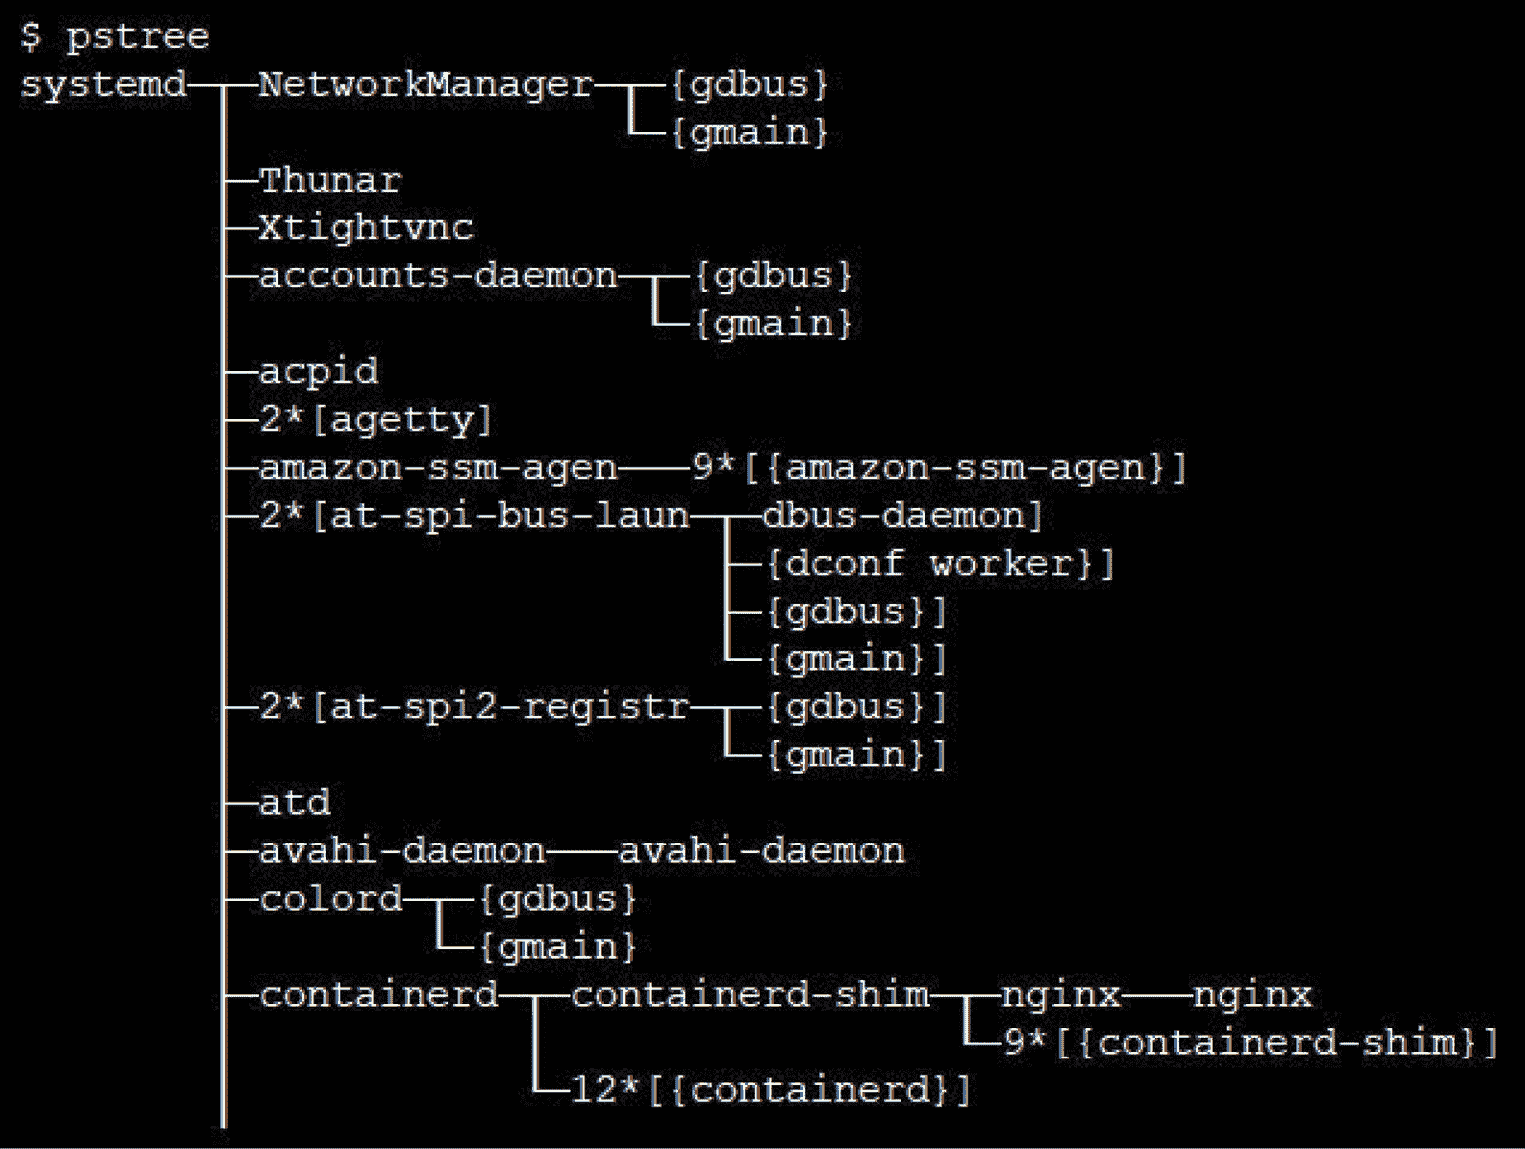 $ pstree
systemd─┬─NetworkManager─┬─{gdbus}
        │                └─{gmain}
        ├─Thunar
        ├─Xtightvnc
        ├─accounts-daemon─┬─{gdbus}
        │                 └─{gmain}
        ├─acpid
        ├─2*[agetty]
        ├─amazon-ssm-agen───9*[{amazon-ssm-agen}]
        ├─2*[at-spi-bus-laun─┬─dbus-daemon]
        │                    ├─{dconf worker}]
        │                    ├─{gdbus}]
        │                    └─{gmain}]
        ├─2*[at-spi2-registr─┬─{gdbus}]
        │                    └─{gmain}]
        ├─atd
        ├─avahi-daemon───avahi-daemon
        ├─colord─┬─{gdbus}
        │        └─{gmain}
        ├─containerd─┬─containerd-shim─┬─nginx───nginx
        │            │                 └─9*[{containerd-shim}]
        │            └─12*[{containerd}]